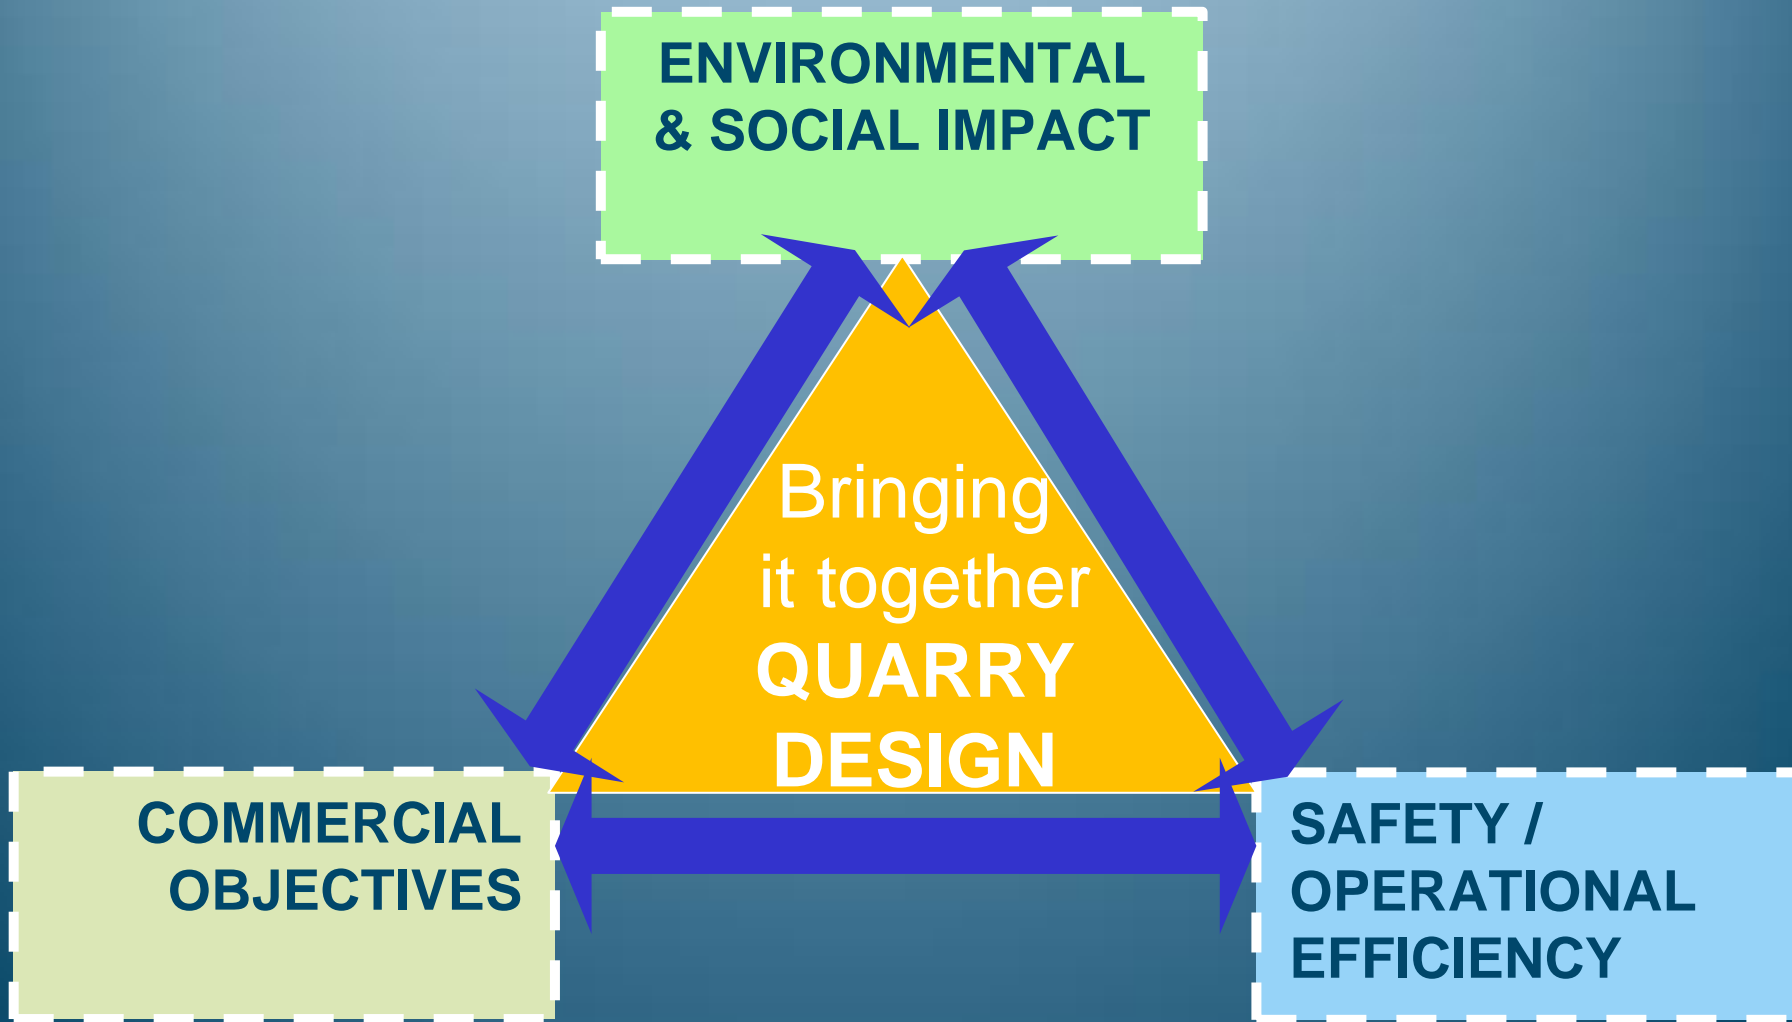 ENVIRONMENTAL
& SOCIAL IMPACT
Bringing
it together
QUARRY
DESIGN
COMMERCIAL
OBJECTIVES
SAFETY /
OPERATIONAL
EFFICIENCY